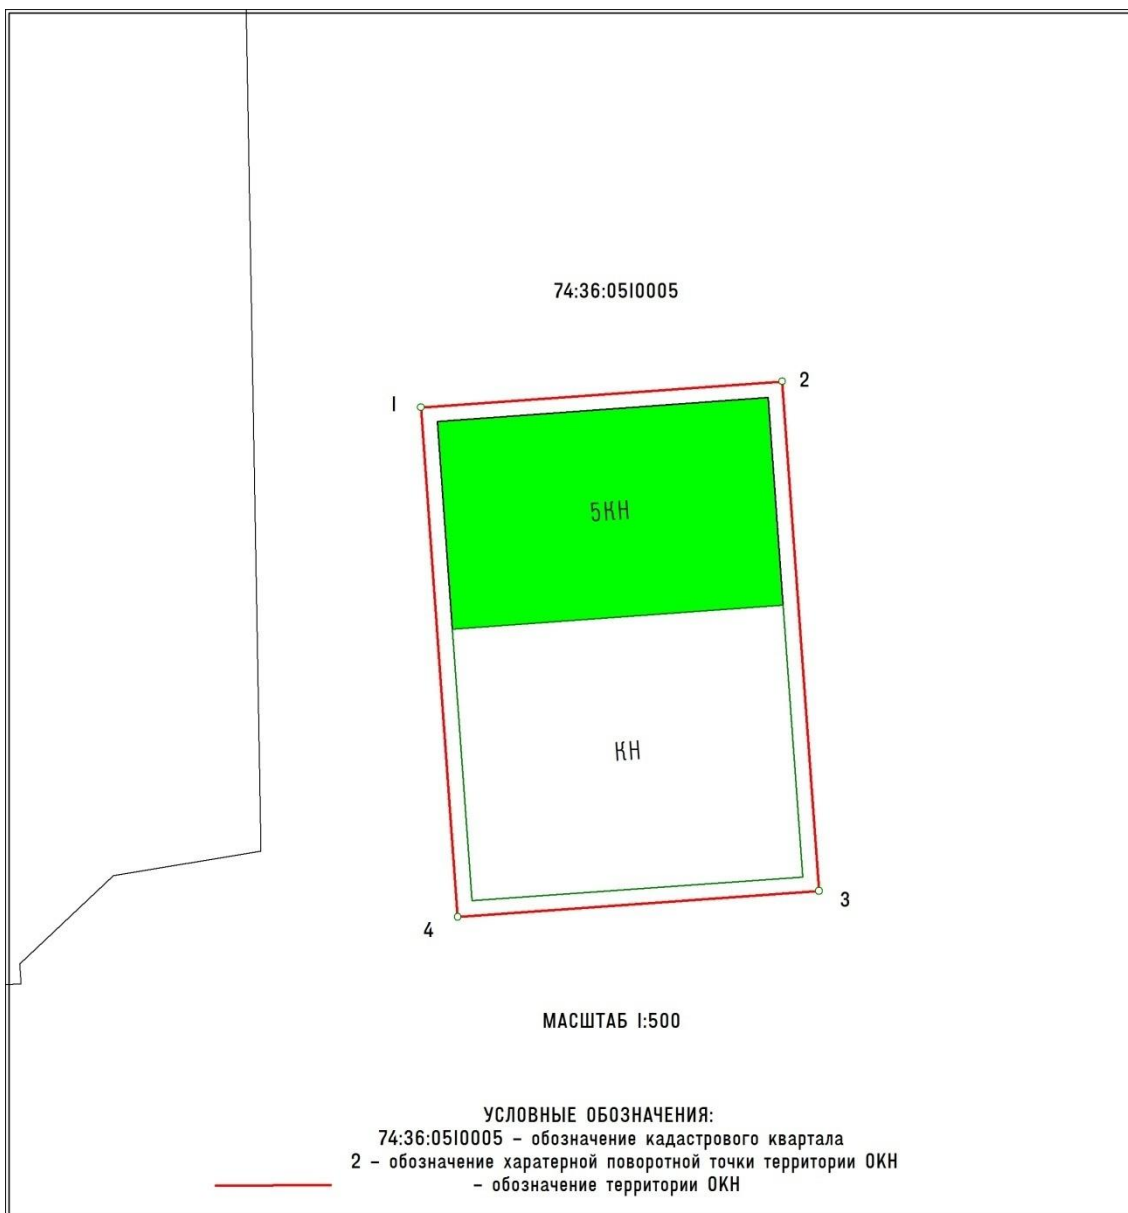 74:36:0510005
1
2
5КН
КН
3
4
МАСШТАБ 1:500
УСЛОВНЫЕ ОБОЗНАЧЕНИЯ:
74:36:0510005 – обозначение кадастрового квартала
2 – обозначение харатерной поворотной точки территории ОКН
– обозначение территории ОКН